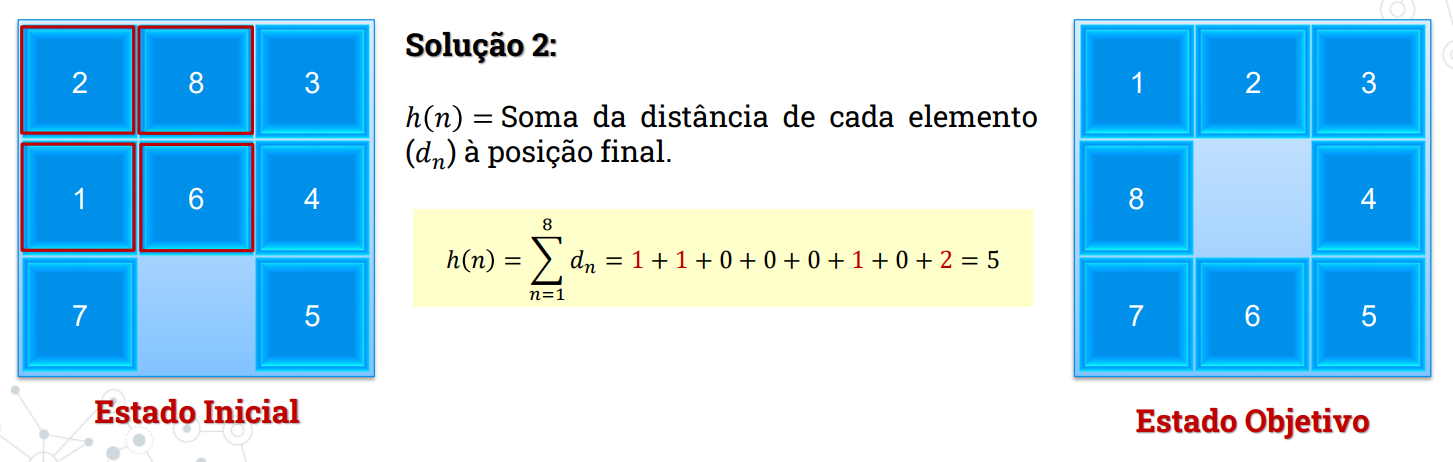 2 8 3
1 6 4
7 5
Estado Inicial
Solução 2:
h(n) = Soma da distância de cada elemento
(dₙ) à posição final.
h(n) = ∑ₙ₌₁⁸ dₙ = 1 + 1 + 0 + 0 + 0 + 1 + 0 + 2 = 5
1 2 3
8 4
7 6 5
Estado Objetivo